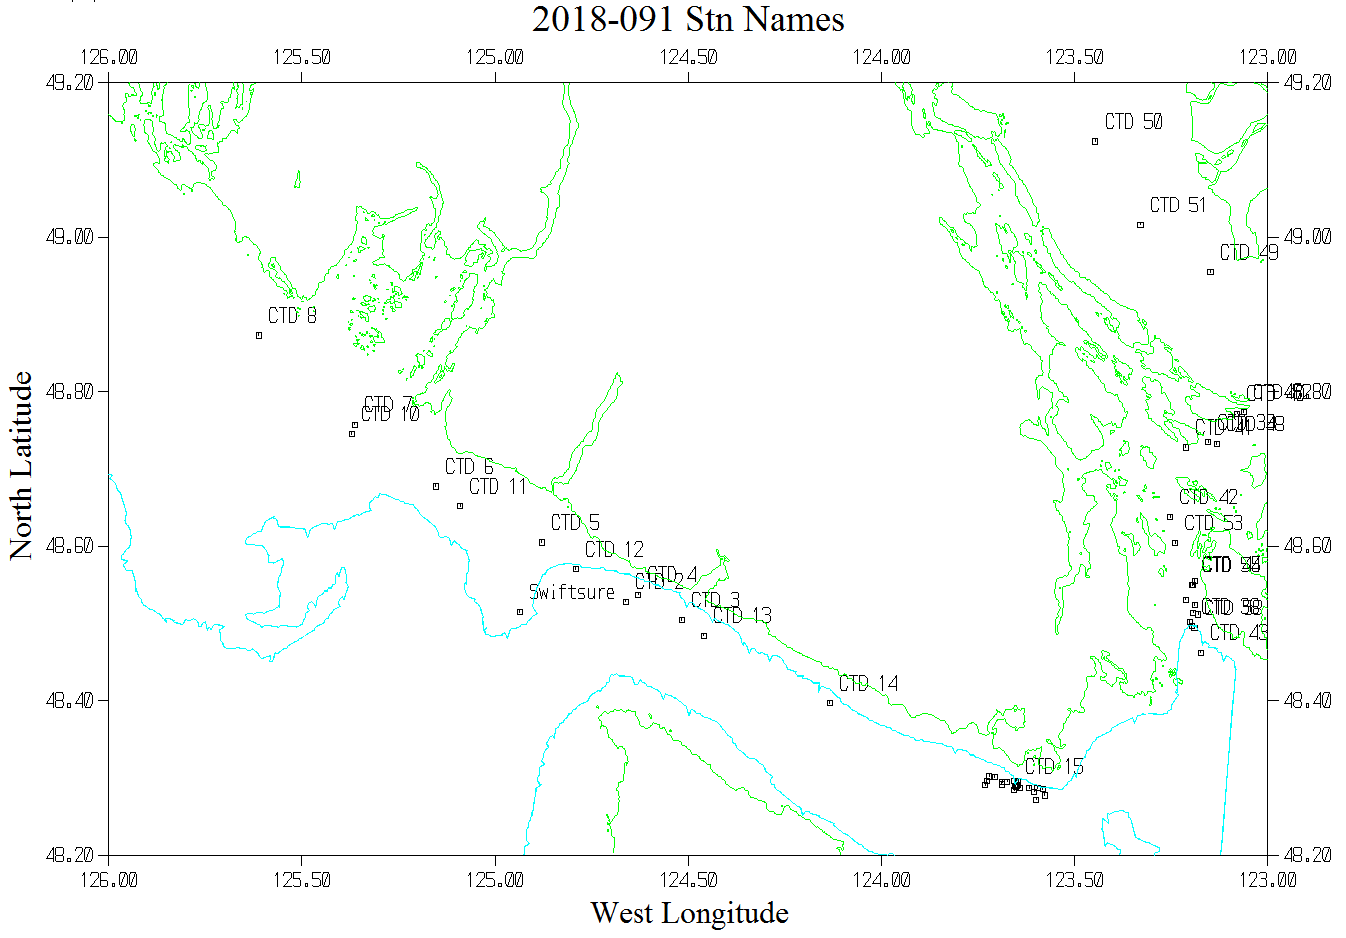 2018-091 Stn Names
126.00 125.50 125.00 124.50 124.00 123.50 123.00
49.20 49.20
CTD 50
CTD 51
49.00 49.00
CTD 49
CTD 8
48.80
CTD 7
CTD 10
CTD 41
CTD 6
CTD 11
CTD 42
CTD 5
CTD 53
48.60 48.60
CTD 12
CTD 4
CTD 2
Swiftsure
CTD 3
CTD 13
CTD 14
48.40 48.40
CTD 15
48.20 48.20
126.00 125.50 125.00 124.50 124.00 123.50 123.00
West Longitude
North Latitude